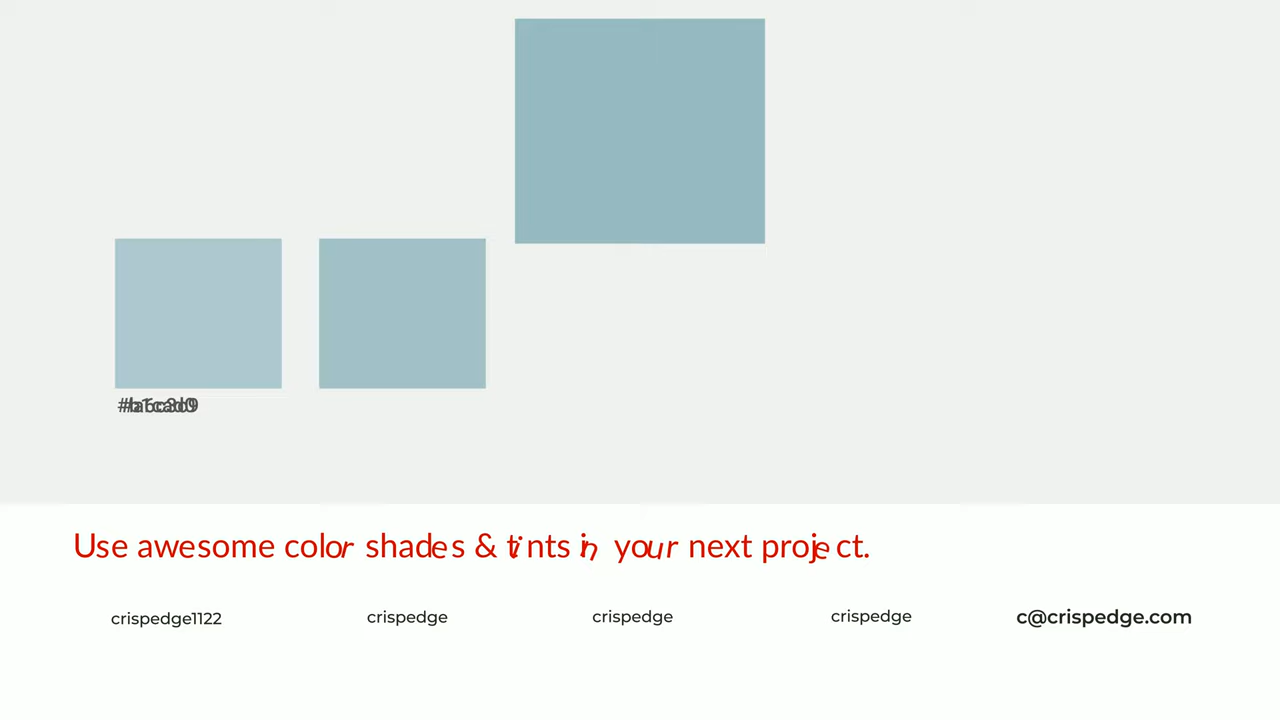 Use awesome color shades & tints in your next project.
crispedge1122 crispedge crispedge crispedge c@crispedge.com